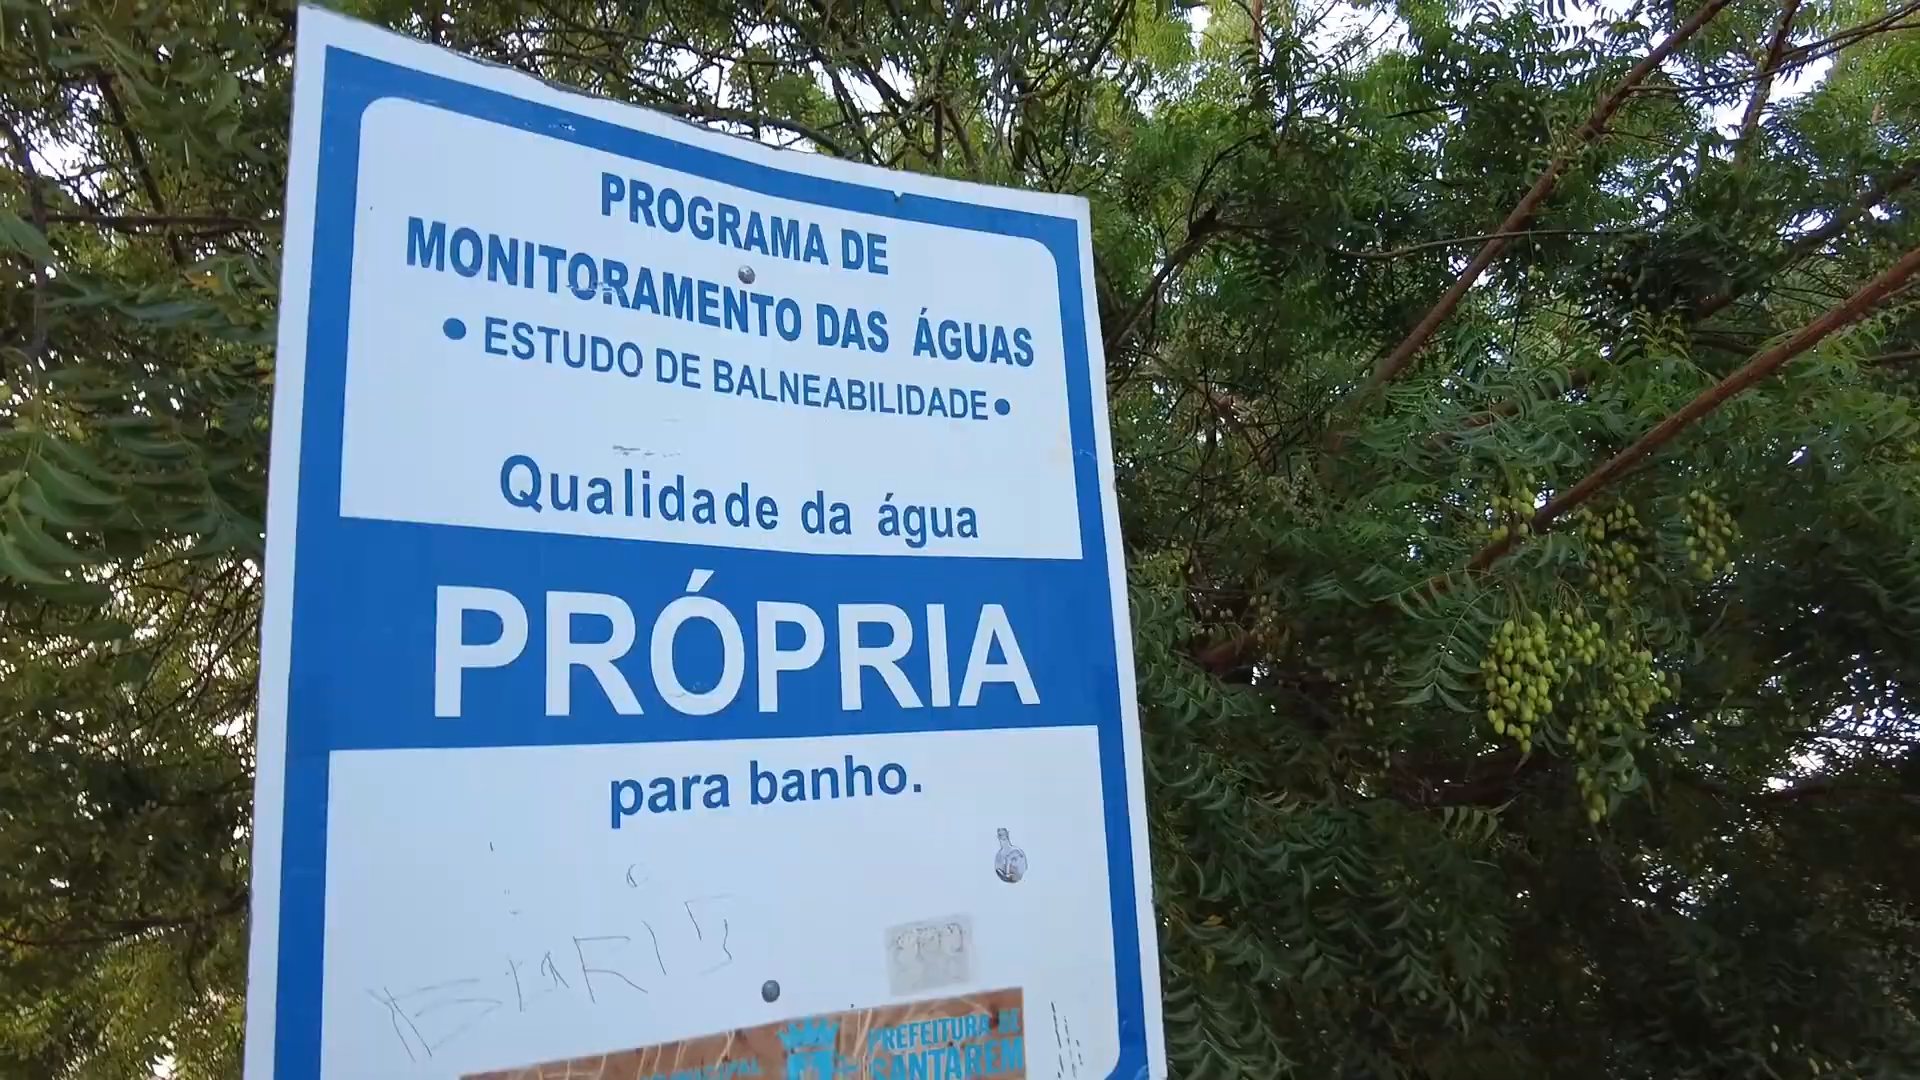 PROGRAMA DE
MONITORAMENTO DAS ÁGUAS
• ESTUDO DE BALNEABILIDADE •
Qualidade da água
PRÓPRIA
para banho.
PREFEITURA DE
SANTARÉM